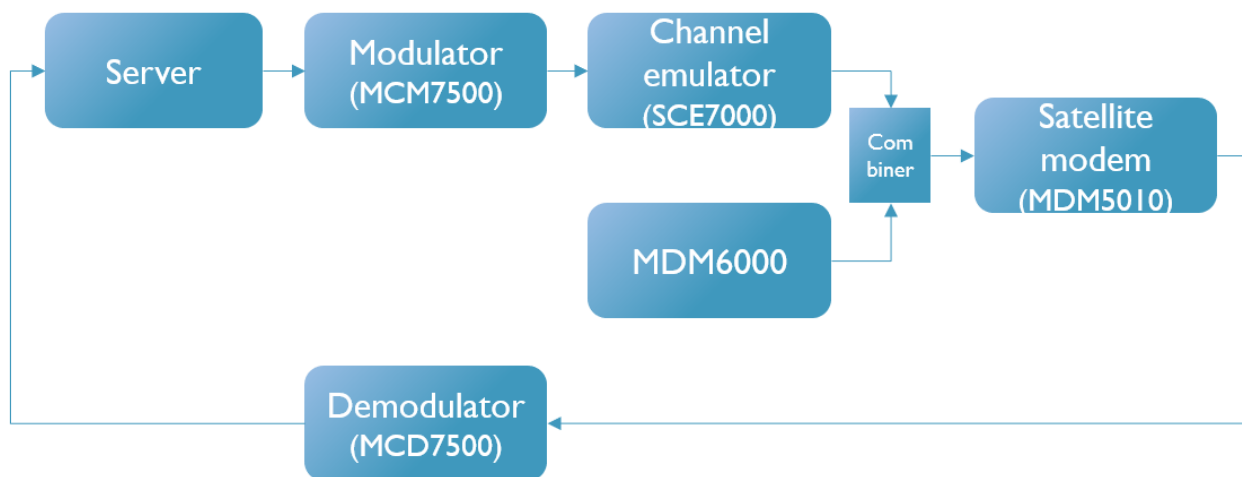 Server
Modulator
(MCM7500)
Channel
emulator
(SCE7000)
Com
biner
Satellite
modem
(MDM5010)
MDM6000
Demodulator
(MCD7500)